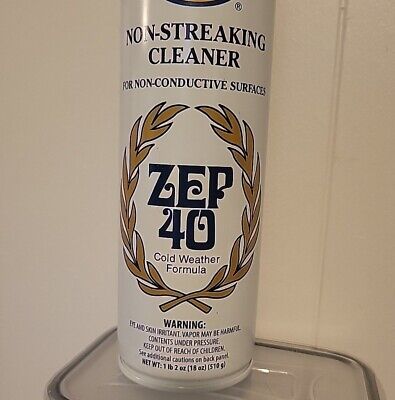 ®
NON-STREAKING
CLEANER
FOR NON-CONDUCTIVE SURFACES
ZEP
40
Cold Weather
Formula
WARNING:
EYE AND SKIN IRRITANT. VAPOR MAY BE HARMFUL.
CONTENTS UNDER PRESSURE.
KEEP OUT OF REACH OF CHILDREN.
See additional cautions on back panel.
NET WT: 1 lb 2 oz (18 oz) (510 g)